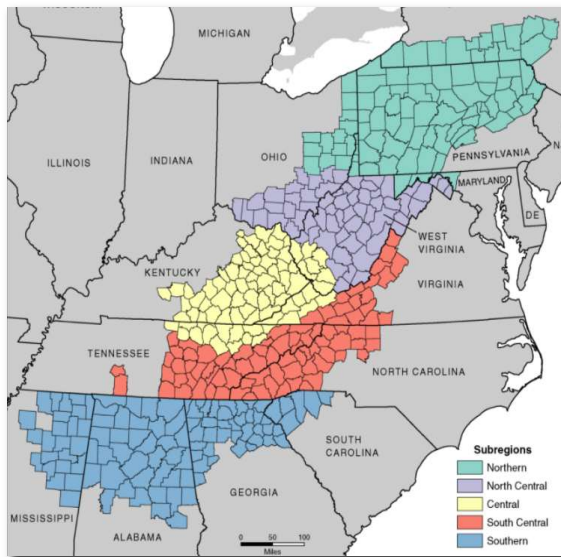 WISCONSIN
MICHIGAN
ILLINOIS
INDIANA
OHIO
PENNSYLVANIA
N
MARYLAND
DE
WEST
VIRGINIA
KENTUCKY
VIRGINIA
TENNESSEE
NORTH CAROLINA
SOUTH
CAROLINA
GEORGIA
MISSISSIPPI
ALABAMA
0 50 100
Miles
Subregions
Northern
North Central
Central
South Central
Southern